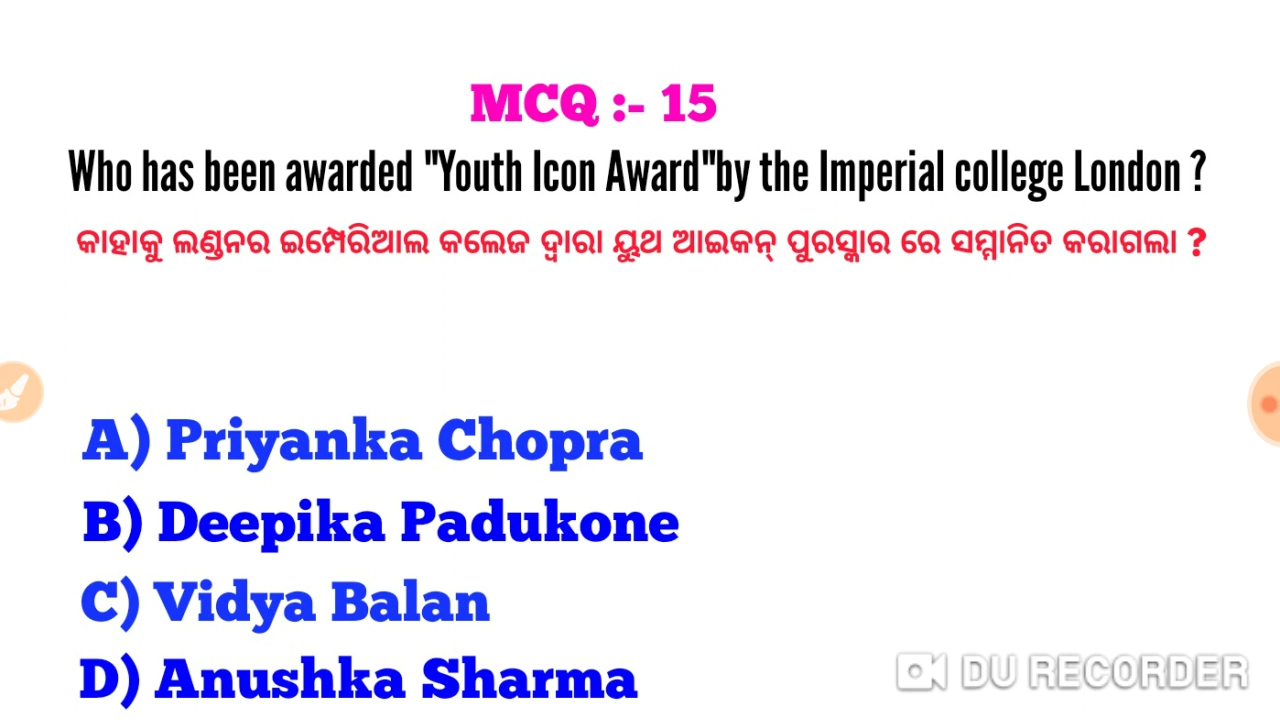 MCQ :- 15
Who has been awarded "Youth Icon Award"by the Imperial college London ?
କାହାକୁ ଲଣ୍ଡନର ଇମ୍ପେରିଆଲ କଲେଜ ଦ୍ୱାରା ୟୁଥ ଆଇକନ୍ ପୁରସ୍କାର ରେ ସମ୍ମାନିତ କରାଗଲା ?
A) Priyanka Chopra
B) Deepika Padukone
C) Vidya Balan
D) Anushka Sharma
DU RECORDER